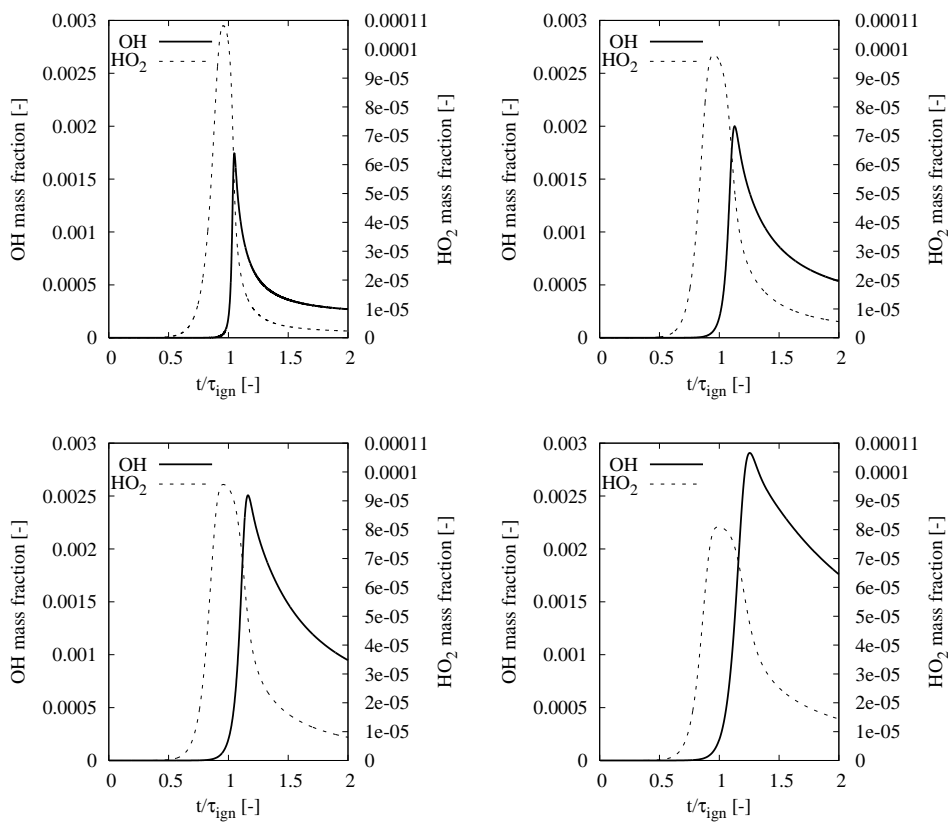 0.003
0.0025
0.002
0.0015
0.001
0.0005
0
OH mass fraction [-]
OH
HO2
0.00011
0.0001
9e-05
8e-05
7e-05
6e-05
5e-05
4e-05
3e-05
2e-05
1e-05
0
HO2 mass fraction [-]
0 0.5 1 1.5 2
t/τign [-]
0.003
0.0025
0.002
0.0015
0.001
0.0005
0
OH mass fraction [-]
OH
HO2
0.00011
0.0001
9e-05
8e-05
7e-05
6e-05
5e-05
4e-05
3e-05
2e-05
1e-05
0
HO2 mass fraction [-]
0 0.5 1 1.5 2
t/τign [-]
0.003
0.0025
0.002
0.0015
0.001
0.0005
0
OH mass fraction [-]
OH
HO2
0.00011
0.0001
9e-05
8e-05
7e-05
6e-05
5e-05
4e-05
3e-05
2e-05
1e-05
0
HO2 mass fraction [-]
0 0.5 1 1.5 2
t/τign [-]
0.003
0.0025
0.002
0.0015
0.001
0.0005
0
OH mass fraction [-]
OH
HO2
0.00011
0.0001
9e-05
8e-05
7e-05
6e-05
5e-05
4e-05
3e-05
2e-05
1e-05
0
HO2 mass fraction [-]
0 0.5 1 1.5 2
t/τign [-]